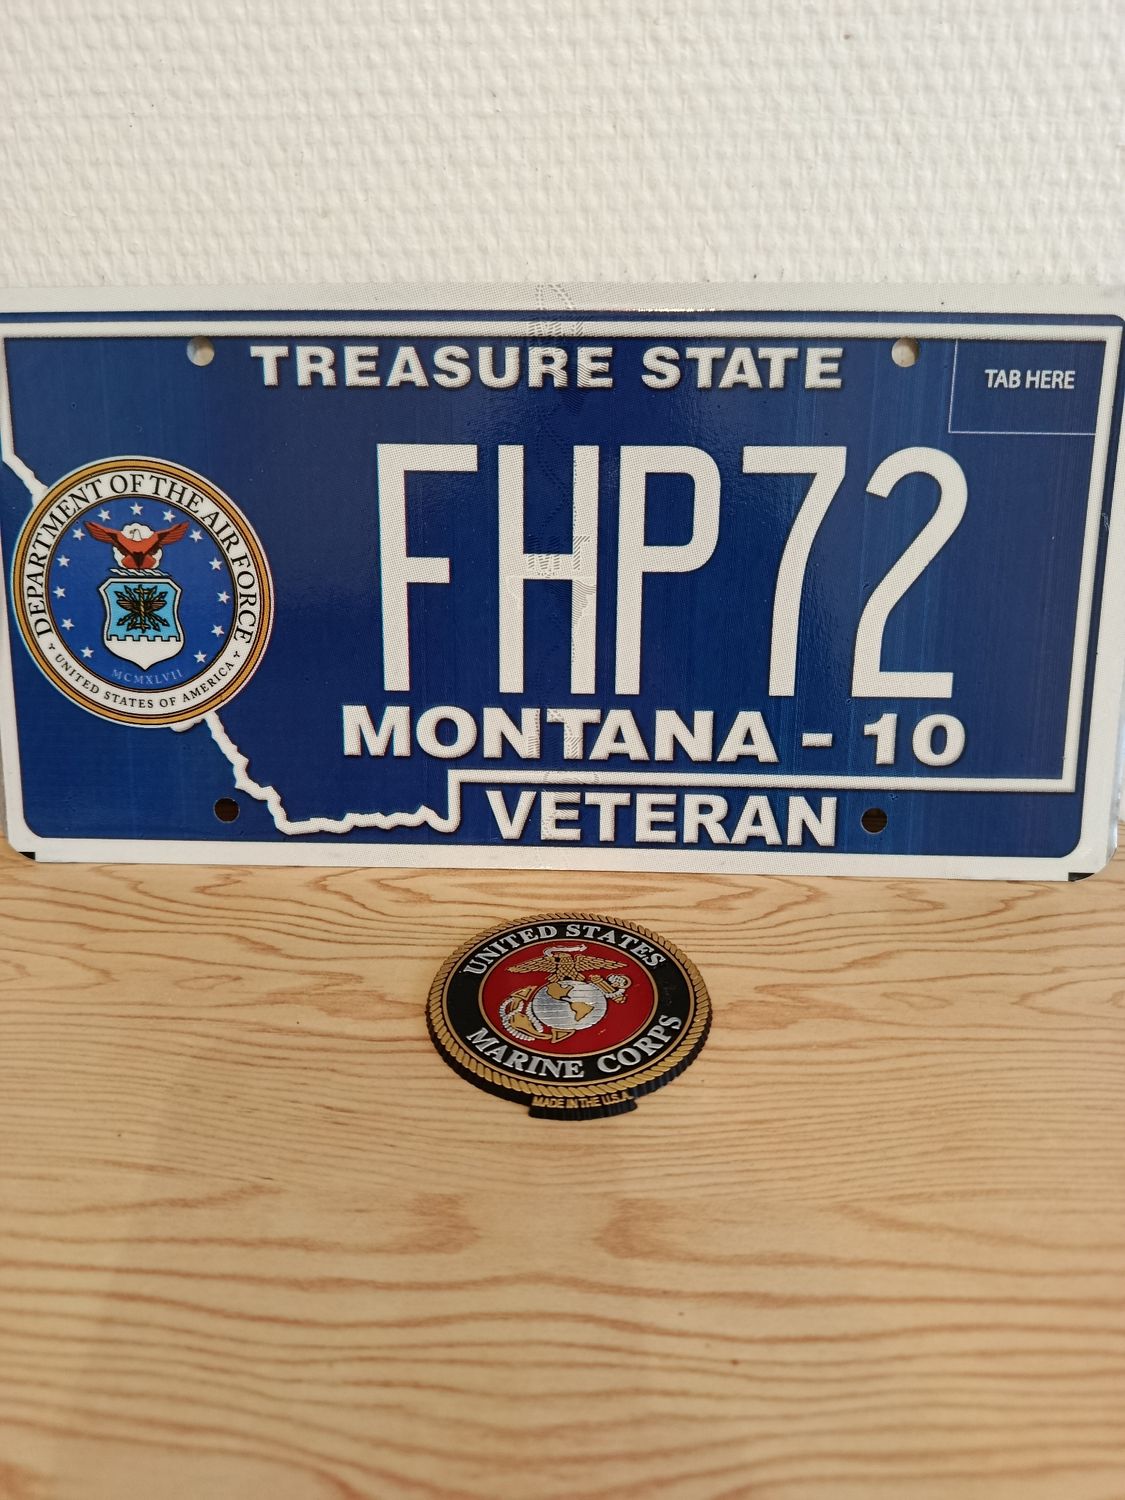 TREASURE STATE
TAB HERE
FHP72
DEPARTMENT OF THE AIR FORCE
MCMXLVII
UNITED STATES OF AMERICA
MONTANA - 10
VETERAN
UNITED STATES
MARINE CORPS
MADE IN THE U.S.A.